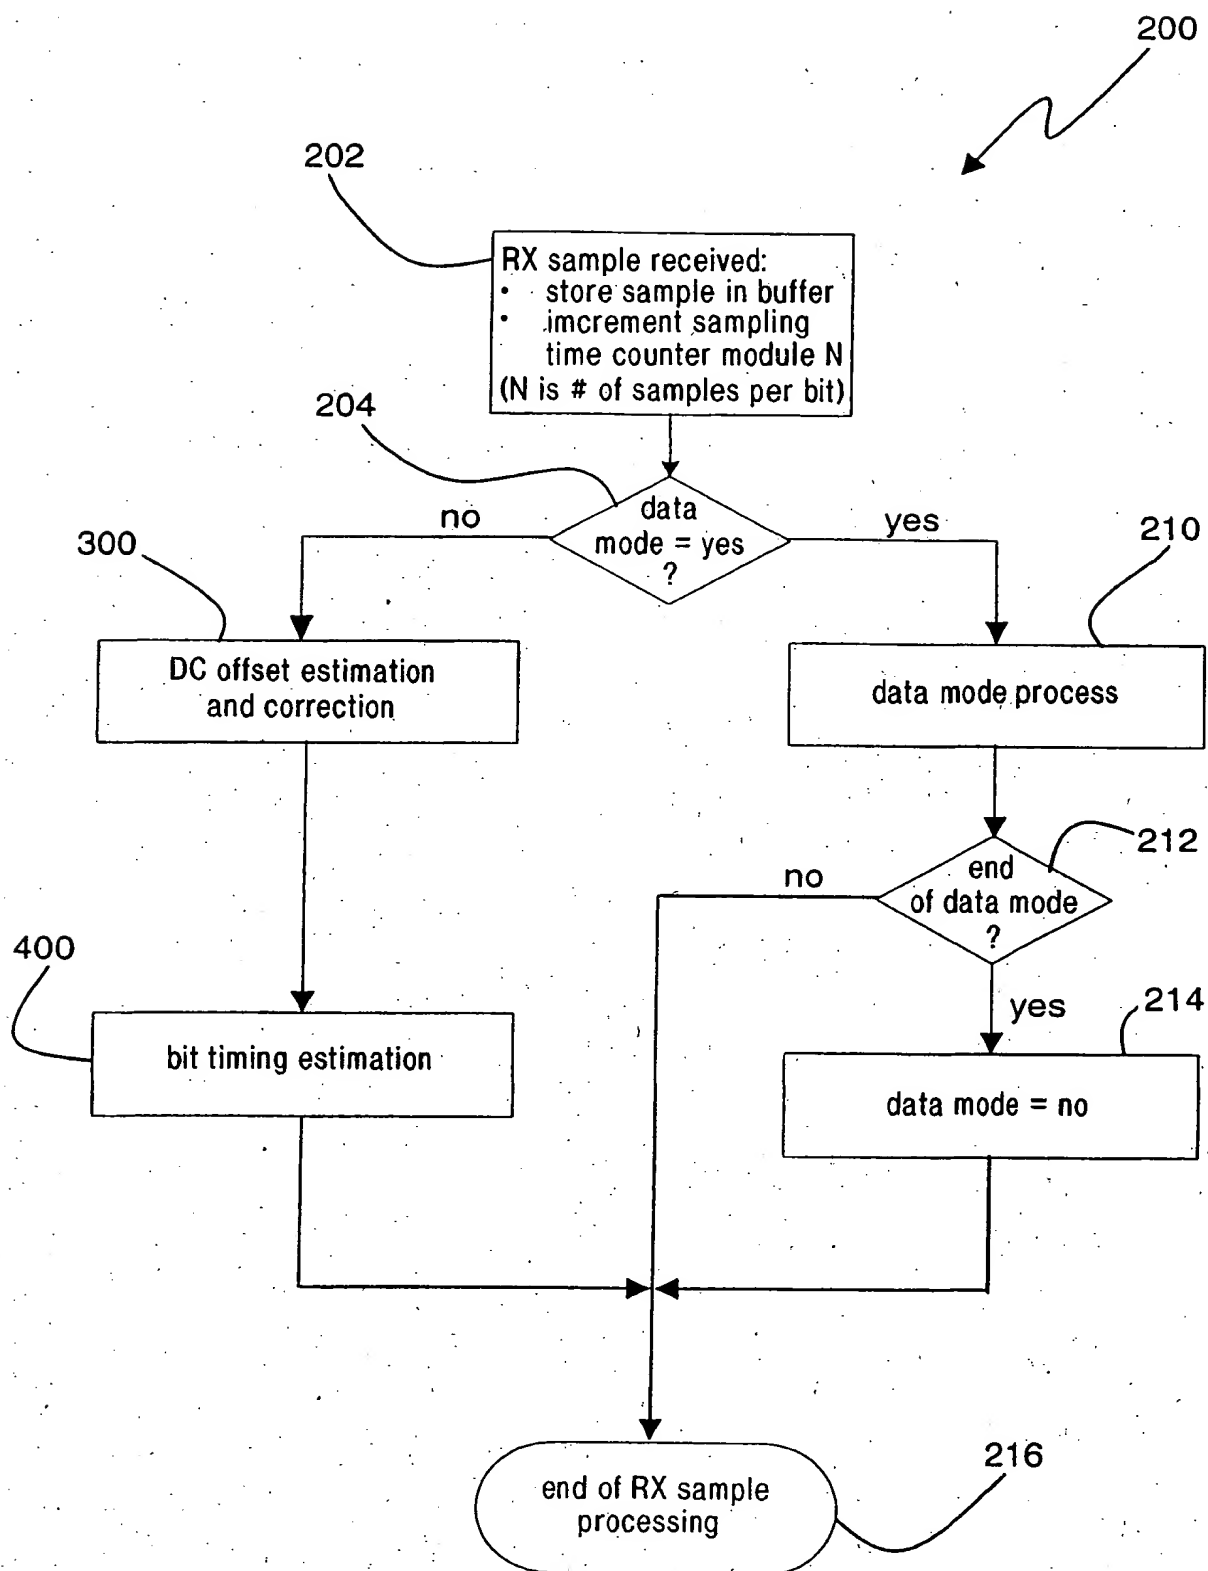 200
202
RX sample received:
• store sample in buffer
• imcrement sampling
time counter module N
(N is # of samples per bit)
204
data
mode = yes
?
no
yes
300
210
DC offset estimation
and correction
data mode process
212
end
of data mode
?
no
yes
400
214
bit timing estimation
data mode = no
216
end of RX sample
processing